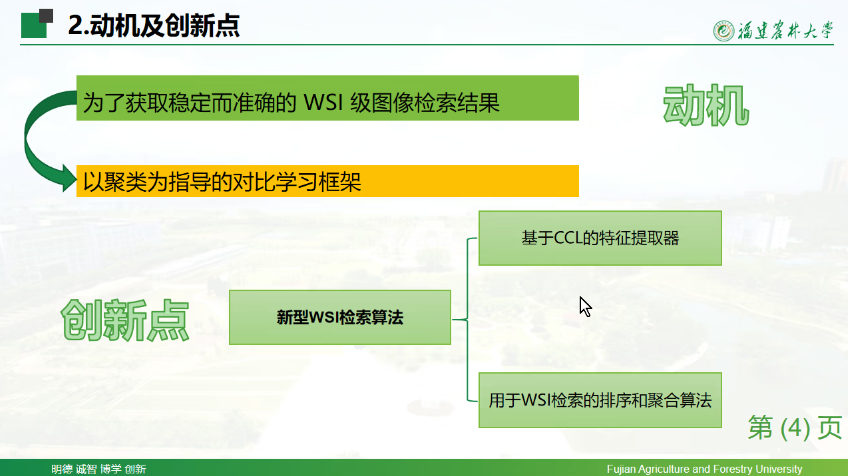 2.动机及创新点
福建农林大学
为了获取稳定而准确的 WSI 级图像检索结果
动机
以聚类为指导的对比学习框架
基于CCL的特征提取器
创新点
新型WSI检索算法
用于WSI检索的排序和聚合算法
第 (4) 页
明德 诚智 博学 创新
Fujian Agriculture and Forestry University